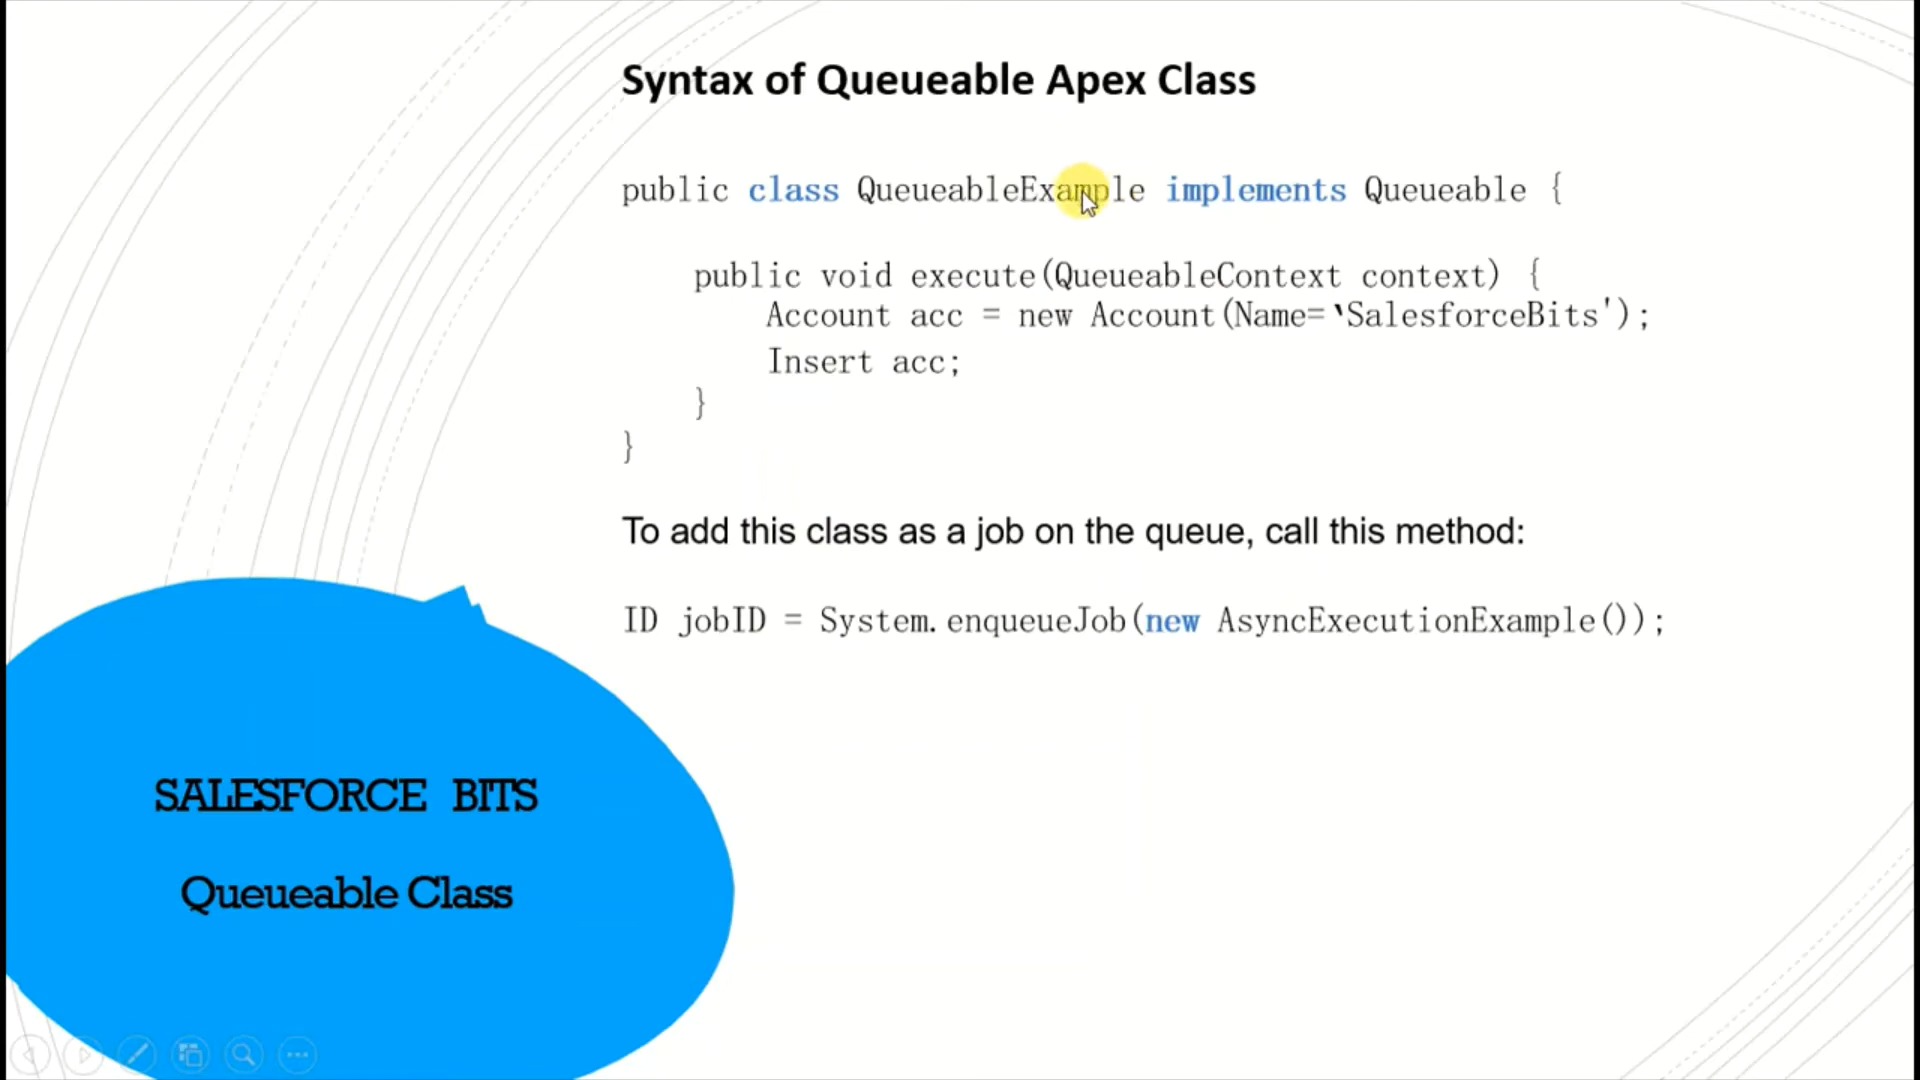 Syntax of Queueable Apex Class
public class QueueableExample implements Queueable {
public void execute(QueueableContext context) {
Account acc = new Account(Name=‵SalesforceBits');
Insert acc;
}
}
To add this class as a job on the queue, call this method:
ID jobID = System.enqueueJob(new AsyncExecutionExample());
SALESFORCE BITS
Queueable Class